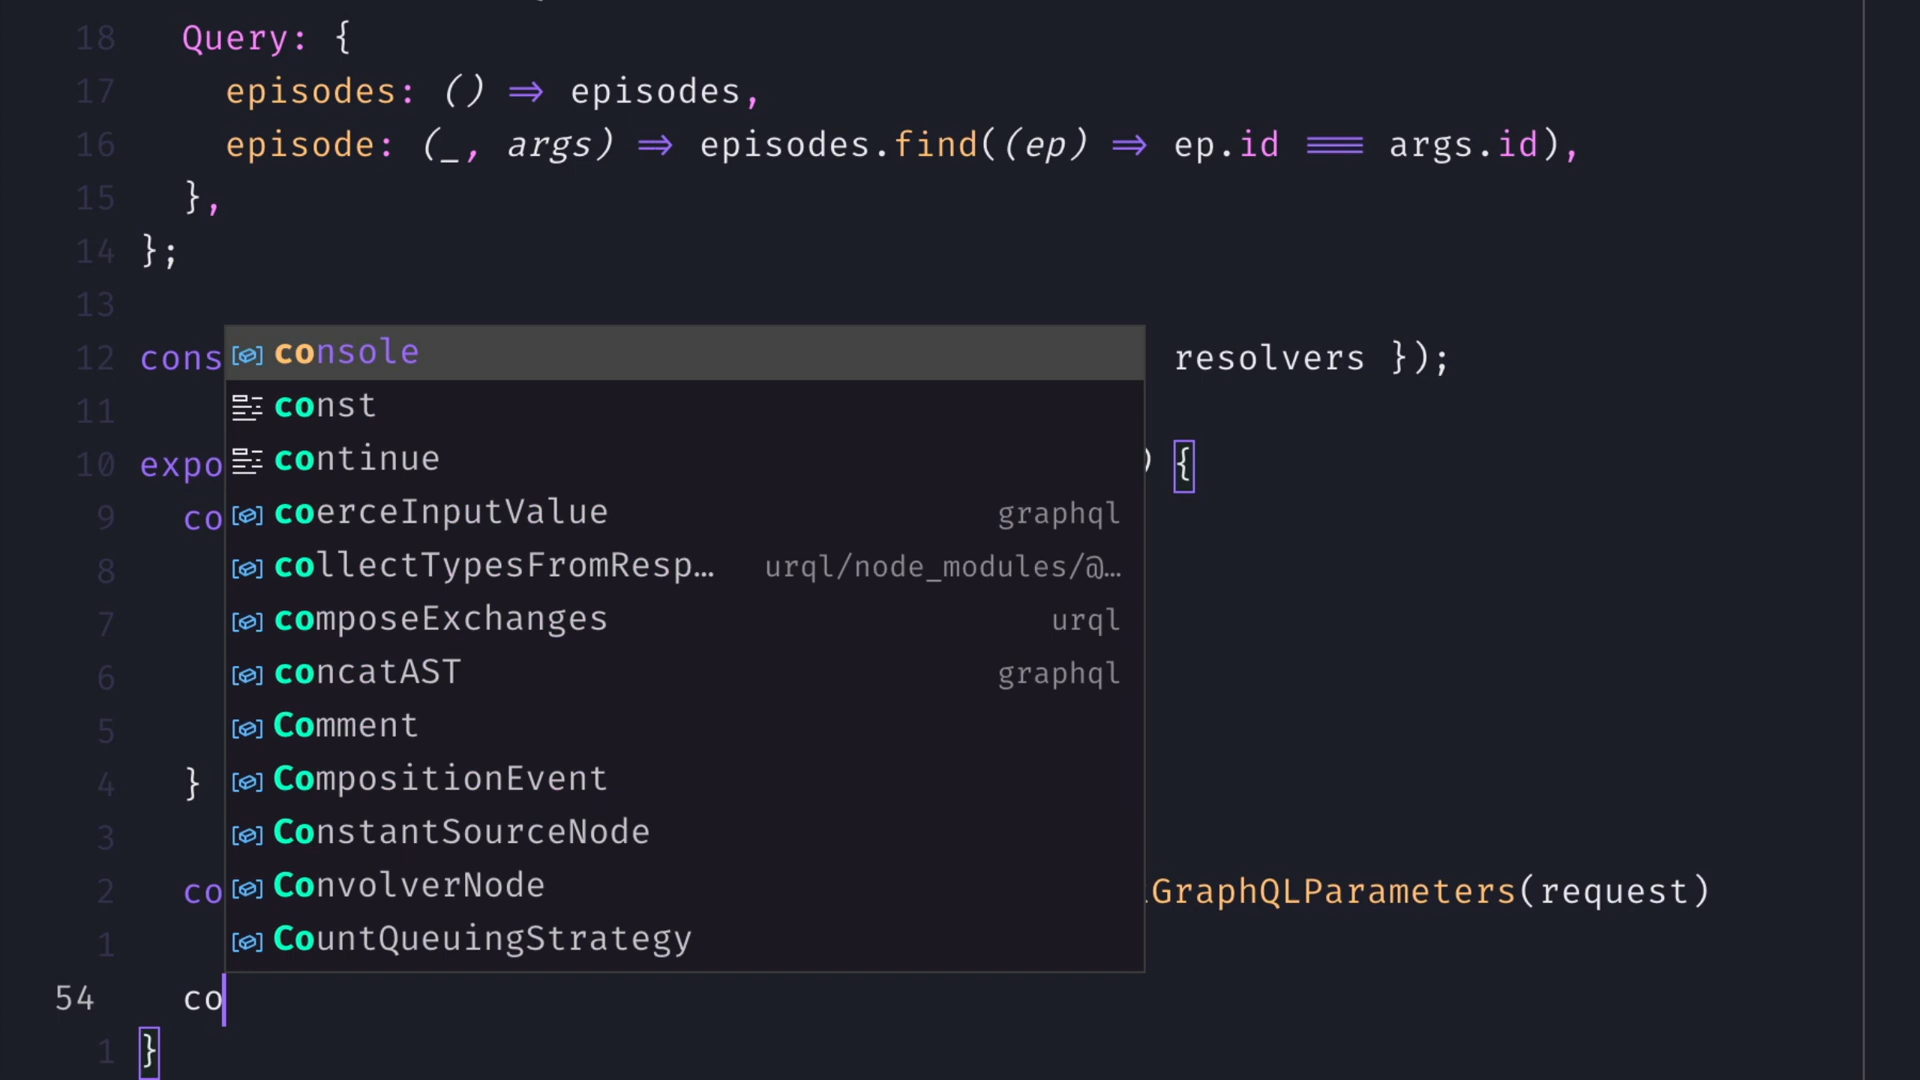 18 Query: {
17 episodes: () => episodes,
16 episode: (_, args) => episodes.find((ep) => ep.id === args.id),
15 },
14 };
13
12 cons resolvers });
11
10 expo ) {
9 co
8
7
6
5
4 }
3
2 co GraphQLParameters(request)
1
54 co
1 }
console
const
continue
coerceInputValue graphql
collectTypesFromResp… urql/node_modules/@…
composeExchanges urql
concatAST graphql
Comment
CompositionEvent
ConstantSourceNode
ConvolverNode
CountQueuingStrategy